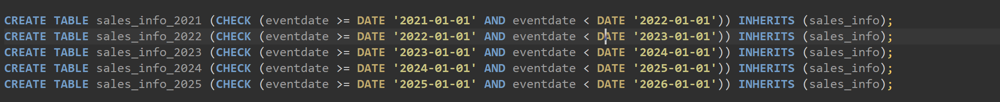 CREATE TABLE sales_info_2021 (CHECK (eventdate >= DATE '2021-01-01' AND eventdate < DATE '2022-01-01')) INHERITS (sales_info);
CREATE TABLE sales_info_2022 (CHECK (eventdate >= DATE '2022-01-01' AND eventdate < DATE '2023-01-01')) INHERITS (sales_info);
CREATE TABLE sales_info_2023 (CHECK (eventdate >= DATE '2023-01-01' AND eventdate < DATE '2024-01-01')) INHERITS (sales_info);
CREATE TABLE sales_info_2024 (CHECK (eventdate >= DATE '2024-01-01' AND eventdate < DATE '2025-01-01')) INHERITS (sales_info);
CREATE TABLE sales_info_2025 (CHECK (eventdate >= DATE '2025-01-01' AND eventdate < DATE '2026-01-01')) INHERITS (sales_info);